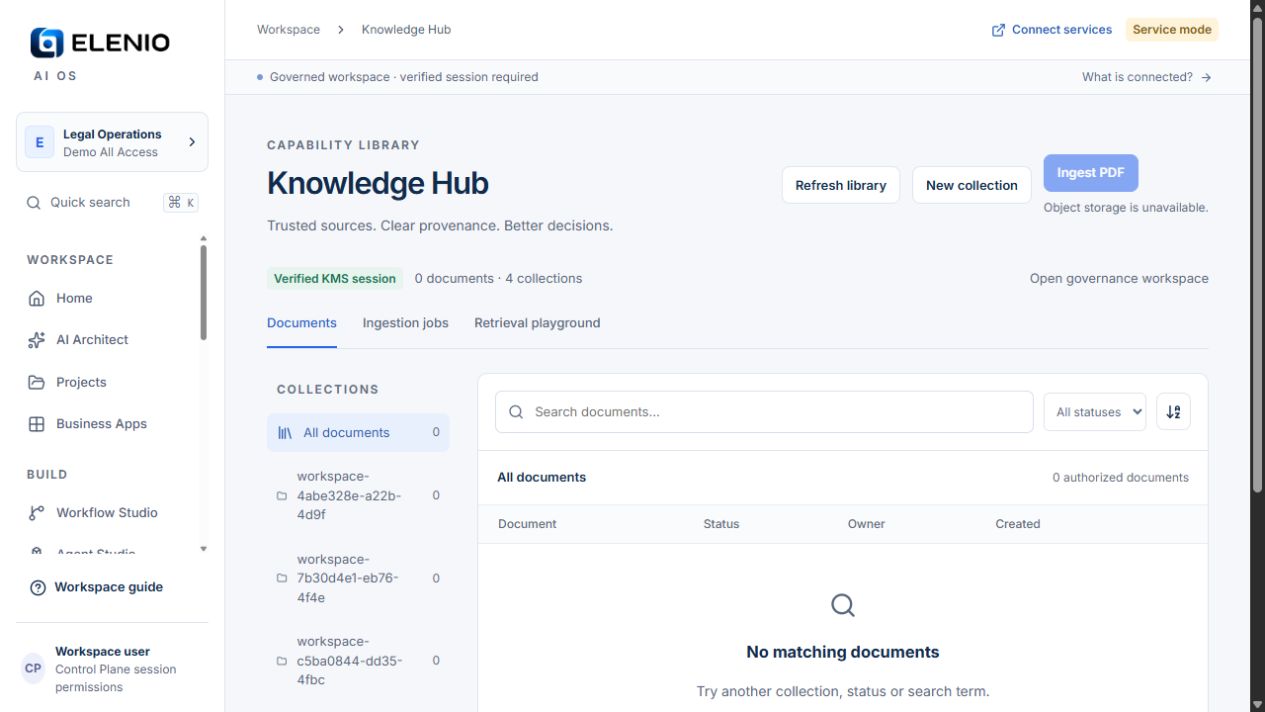 ELENIO
AI OS
E
Legal Operations
Demo All Access
Quick search
⌘ K
WORKSPACE
Home
AI Architect
Projects
Business Apps
BUILD
Workflow Studio
Agent Studio
Workspace guide
CP
Workspace user
Control Plane session
permissions
Workspace
Knowledge Hub
Connect services
Service mode
Governed workspace · verified session required
What is connected?
CAPABILITY LIBRARY
Knowledge Hub
Trusted sources. Clear provenance. Better decisions.
Refresh library
New collection
Ingest PDF
Object storage is unavailable.
Verified KMS session
0 documents · 4 collections
Open governance workspace
Documents
Ingestion jobs
Retrieval playground
COLLECTIONS
All documents 0
workspace-
4abe328e-a22b- 0
4d9f
workspace-
7b30d4e1-eb76- 0
4f4e
workspace-
c5ba0844-dd35- 0
4fbc
Search documents...
All statuses
All documents
0 authorized documents
Document Status Owner Created
No matching documents
Try another collection, status or search term.